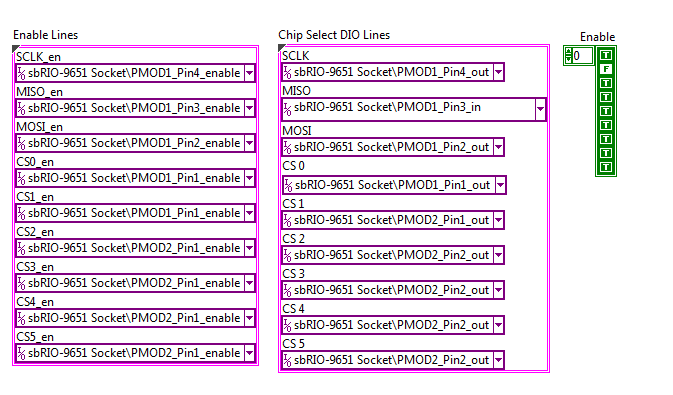 Enable Lines
SCLK_en
sbRIO-9651 Socket\PMOD1_Pin4_enable
MISO_en
sbRIO-9651 Socket\PMOD1_Pin3_enable
MOSI_en
sbRIO-9651 Socket\PMOD1_Pin2_enable
CS0_en
sbRIO-9651 Socket\PMOD1_Pin1_enable
CS1_en
sbRIO-9651 Socket\PMOD1_Pin1_enable
CS2_en
sbRIO-9651 Socket\PMOD2_Pin1_enable
CS3_en
sbRIO-9651 Socket\PMOD2_Pin1_enable
CS4_en
sbRIO-9651 Socket\PMOD2_Pin1_enable
CS5_en
sbRIO-9651 Socket\PMOD2_Pin1_enable
Chip Select DIO Lines
SCLK
sbRIO-9651 Socket\PMOD1_Pin4_out
MISO
sbRIO-9651 Socket\PMOD1_Pin3_in
MOSI
sbRIO-9651 Socket\PMOD1_Pin2_out
CS 0
sbRIO-9651 Socket\PMOD1_Pin1_out
CS 1
sbRIO-9651 Socket\PMOD2_Pin1_out
CS 2
sbRIO-9651 Socket\PMOD2_Pin2_out
CS 3
sbRIO-9651 Socket\PMOD2_Pin2_out
CS 4
sbRIO-9651 Socket\PMOD2_Pin2_out
CS 5
sbRIO-9651 Socket\PMOD2_Pin2_out
Enable
0
T
F
T
T
T
T
T
T
T